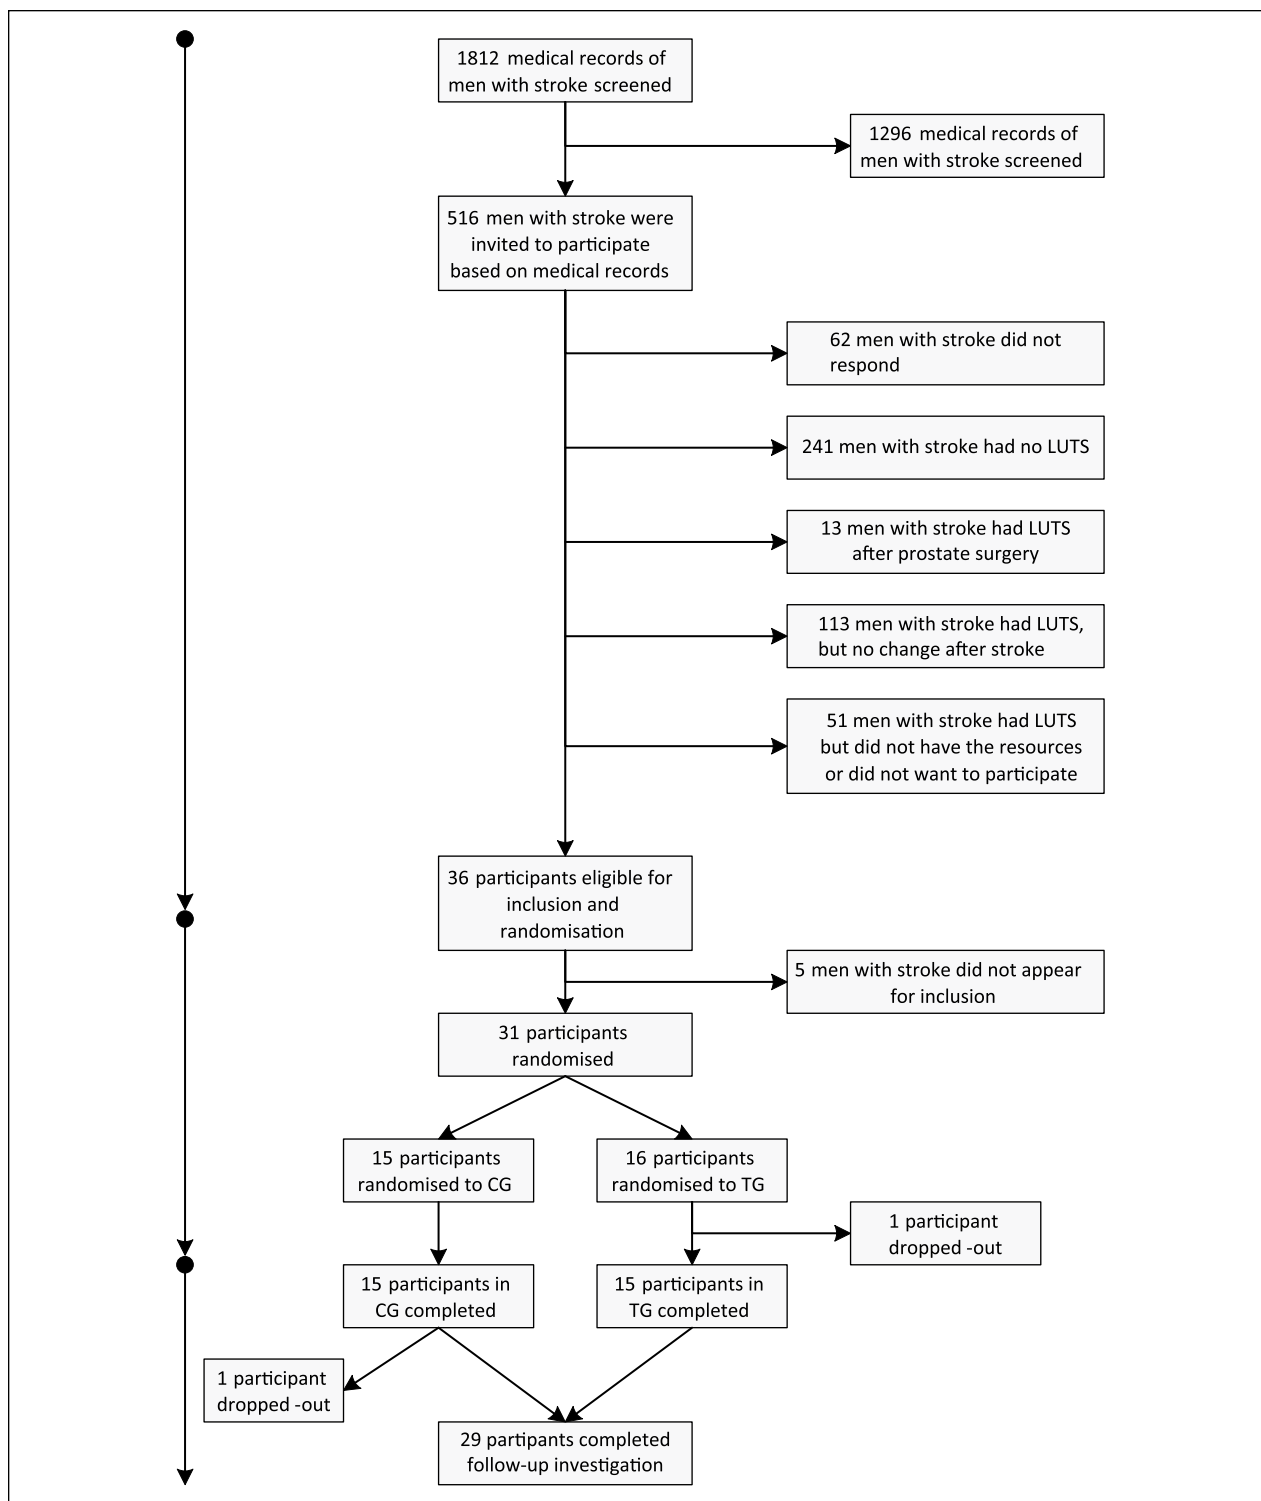 1812 medical records of
men with stroke screened
1296 medical records of
men with stroke screened
516 men with stroke were
invited to participate
based on medical records
62 men with stroke did not
respond
241 men with stroke had no LUTS
13 men with stroke had LUTS
after prostate surgery
113 men with stroke had LUTS,
but no change after stroke
51 men with stroke had LUTS
but did not have the resources
or did not want to participate
36 participants eligible for
inclusion and
randomisation
5 men with stroke did not appear
for inclusion
31 participants
randomised
15 participants
randomised to CG
16 participants
randomised to TG
1 participant
dropped -out
15 participants in
CG completed
15 participants in
TG completed
1 participant
dropped -out
29 partipants completed
follow-up investigation